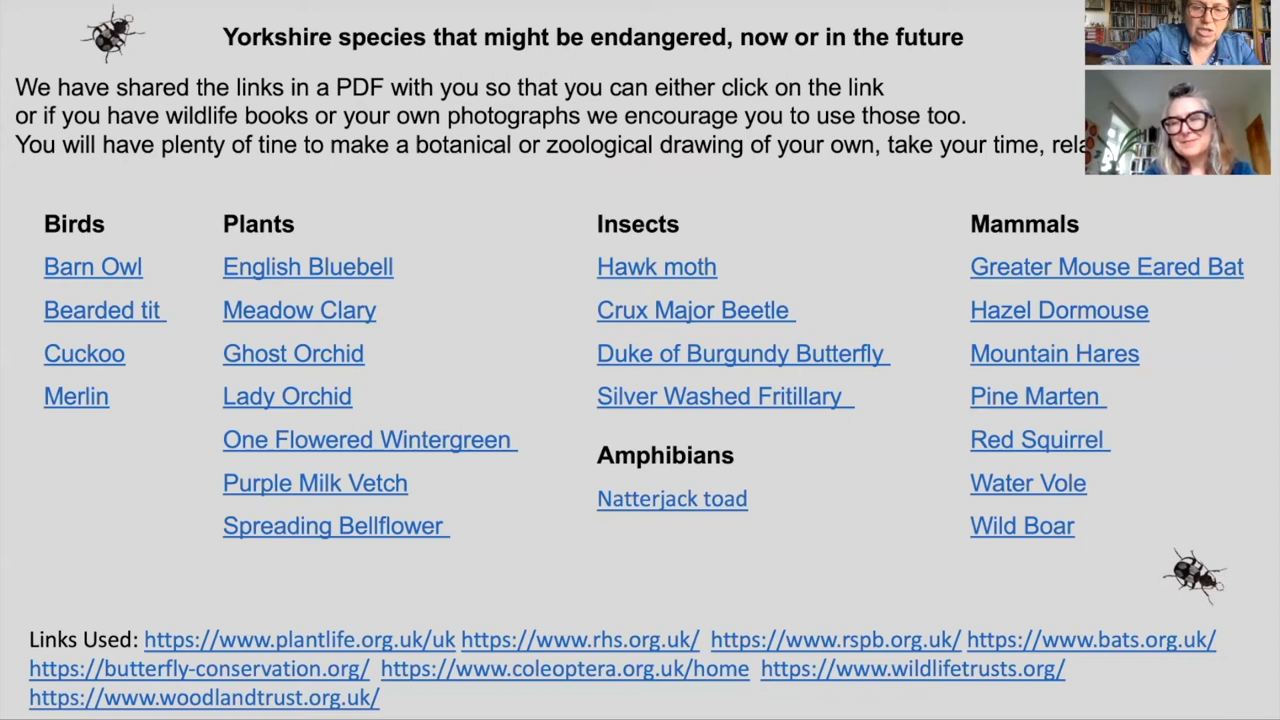 Yorkshire species that might be endangered, now or in the future
We have shared the links in a PDF with you so that you can either click on the link
or if you have wildlife books or your own photographs we encourage you to use those too.
You will have plenty of tine to make a botanical or zoological drawing of your own, take your time, rela
Birds
Barn Owl
Bearded tit
Cuckoo
Merlin
Plants
English Bluebell
Meadow Clary
Ghost Orchid
Lady Orchid
One Flowered Wintergreen
Purple Milk Vetch
Spreading Bellflower
Insects
Hawk moth
Crux Major Beetle
Duke of Burgundy Butterfly
Silver Washed Fritillary
Amphibians
Natterjack toad
Mammals
Greater Mouse Eared Bat
Hazel Dormouse
Mountain Hares
Pine Marten
Red Squirrel
Water Vole
Wild Boar
Links Used: https://www.plantlife.org.uk/uk https://www.rhs.org.uk/ https://www.rspb.org.uk/ https://www.bats.org.uk/
https://butterfly-conservation.org/ https://www.coleoptera.org.uk/home https://www.wildlifetrusts.org/
https://www.woodlandtrust.org.uk/